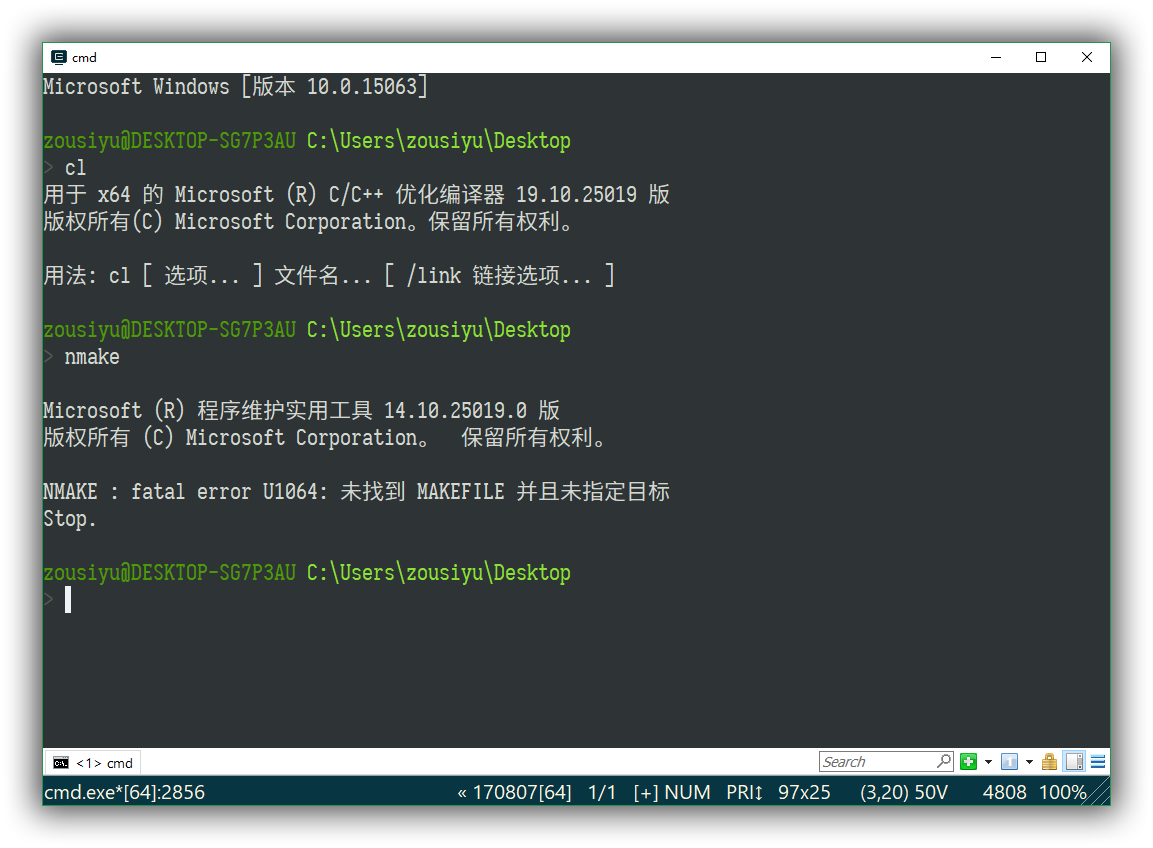 cmd
Microsoft Windows [版本 10.0.15063]
zousiyu@DESKTOP-SG7P3AU C:\Users\zousiyu\Desktop
> cl
用于 x64 的 Microsoft (R) C/C++ 优化编译器 19.10.25019 版
版权所有(C) Microsoft Corporation。保留所有权利。
用法: cl [ 选项... ] 文件名... [ /link 链接选项... ]
zousiyu@DESKTOP-SG7P3AU C:\Users\zousiyu\Desktop
> nmake
Microsoft (R) 程序维护实用工具 14.10.25019.0 版
版权所有 (C) Microsoft Corporation。  保留所有权利。
NMAKE : fatal error U1064: 未找到 MAKEFILE 并且未指定目标
Stop.
zousiyu@DESKTOP-SG7P3AU C:\Users\zousiyu\Desktop
>
<1> cmd Search
cmd.exe*[64]:2856 « 170807[64] 1/1 [+] NUM PRI↕ 97x25 (3,20) 50V 4808 100%